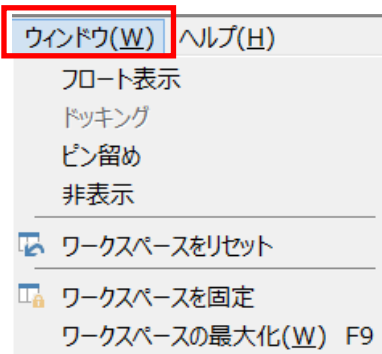 ウィンドウ(W) ヘルプ(H)
フロート表示
ドッキング
ピン留め
非表示
ワークスペースをリセット
ワークスペースを固定
ワークスペースの最大化(W) F9